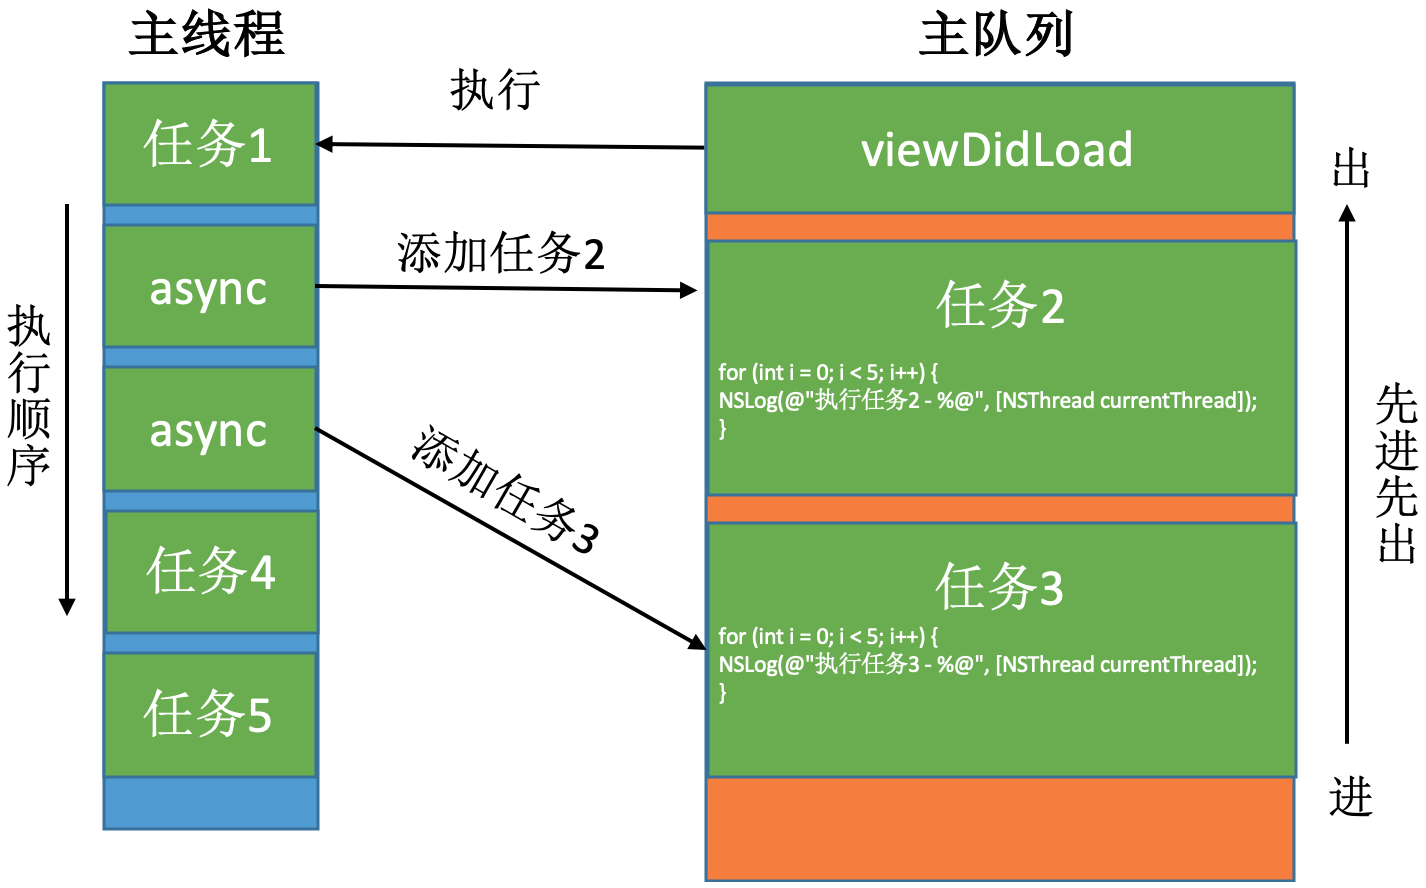 主线程
主队列
执行
任务1
viewDidLoad
出
添加任务2
async
任务2
for (int i = 0; i < 5; i++) {
NSLog(@"执行任务2 - %@", [NSThread currentThread]);
}
执行顺序
async
添加任务3
先进先出
任务4
任务3
for (int i = 0; i < 5; i++) {
NSLog(@"执行任务3 - %@", [NSThread currentThread]);
}
任务5
进